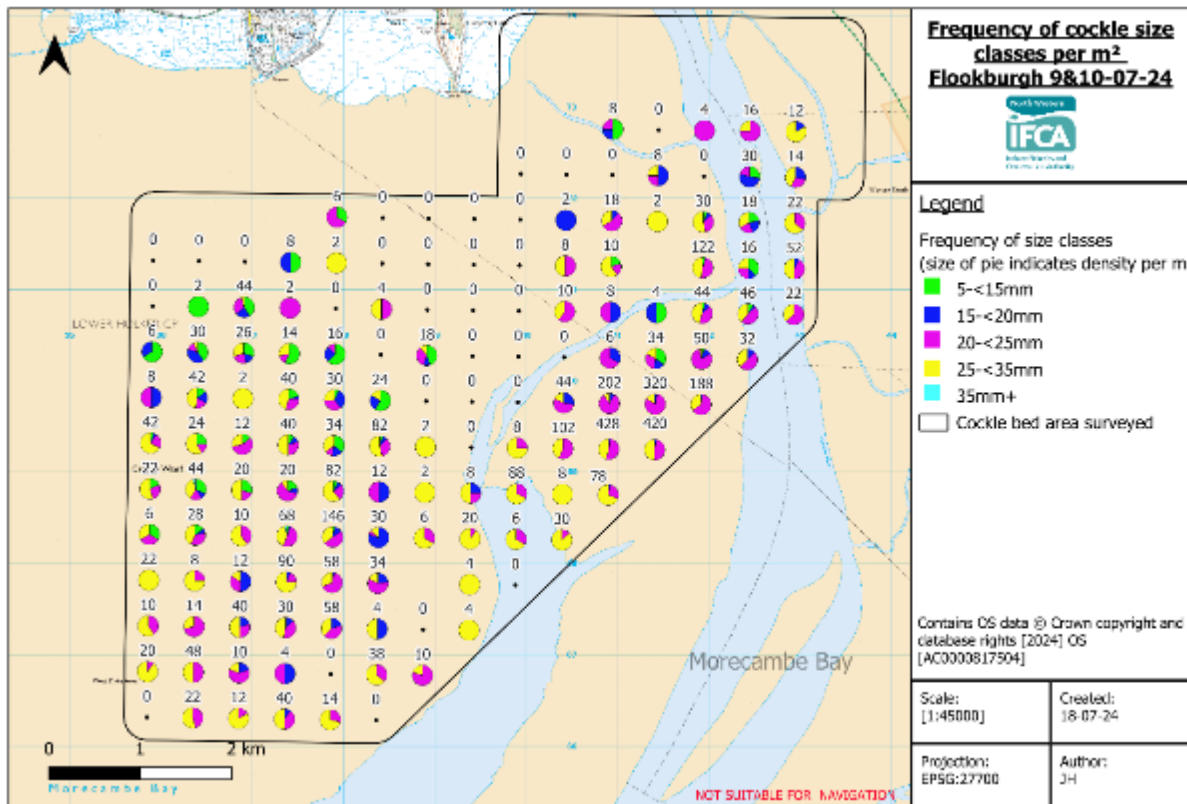 Frequency of cockle size
classes per m²
Flookburgh 9&10-07-24
North Western
IFCA
Legend
Frequency of size classes
(size of pie indicates density per m
5-<15mm
15-<20mm
20-<25mm
25-<35mm
35mm+
Cockle bed area surveyed
Contains OS data © Crown copyright and
database rights [2024] OS
[AC0000817504]
Scale:
[1:45000]
Created:
18-07-24
Projection:
EPSG:27700
Author:
JH
8 0 4 16 12
0 0 0 8 0 30 14
6 0 0 0 0 2 18 2 30 18 22
0 0 0 8 2 0 0 0 0 8 10 122 16 52
0 2 44 2 0 4 0 0 0 10 8 4 44 46 22
LOWER HOLKER CP
6 30 26 14 16 0 18 0 0 0 6 34 50 32
8 42 2 40 30 24 0 0 0 44 202 320 188
42 24 12 40 34 82 2 0 8 102 428 420
22 44 20 20 82 12 2 8 88 8 78
6 28 10 68 146 30 6 20 6 30
22 8 12 90 58 34 4 0
10 14 40 30 58 4 0 4
20 48 10 4 0 38 10
Morecambe Bay
0 22 12 40 14 0
0 1 2 km
Morecambe Bay
NOT SUITABLE FOR NAVIGATION